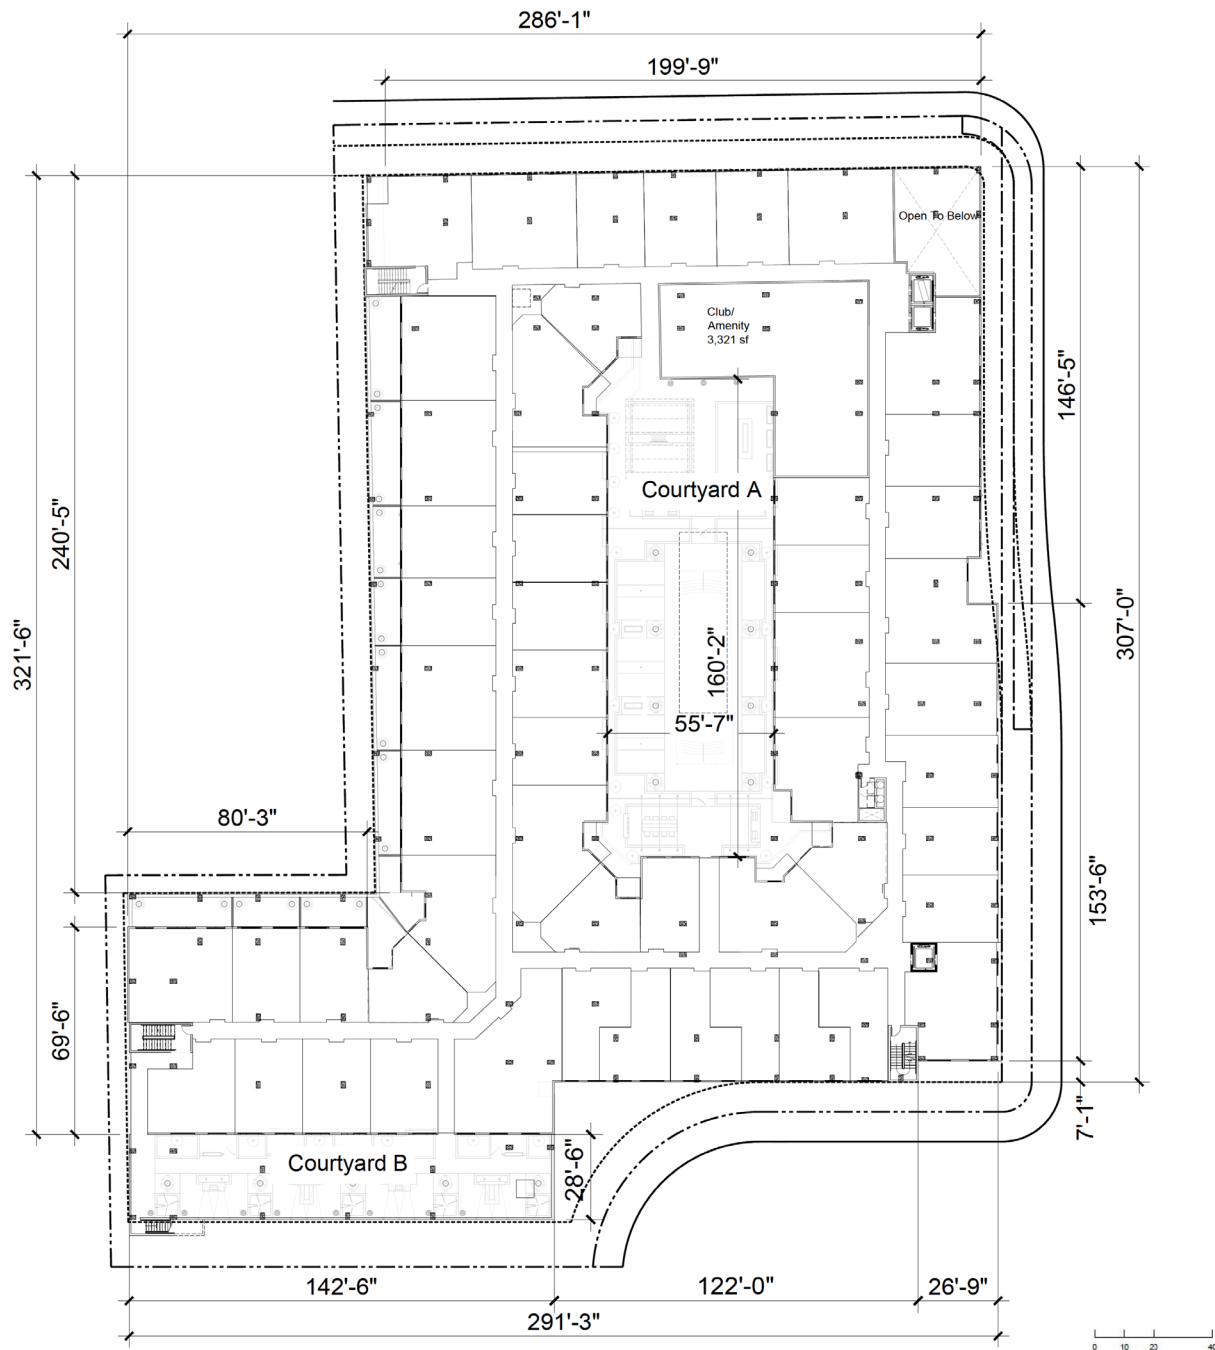 286'-1"
199'-9"
Open To Below
Club/
Amenity
3,321 sf
146'-5"
Courtyard A
240'-5"
307'-0"
321'-6"
160'-2"
55'-7"
80'-3"
153'-6"
69'-6"
7'-1"
Courtyard B
28'-6"
142'-6"
122'-0"
26'-9"
291'-3"
0 10 20 40